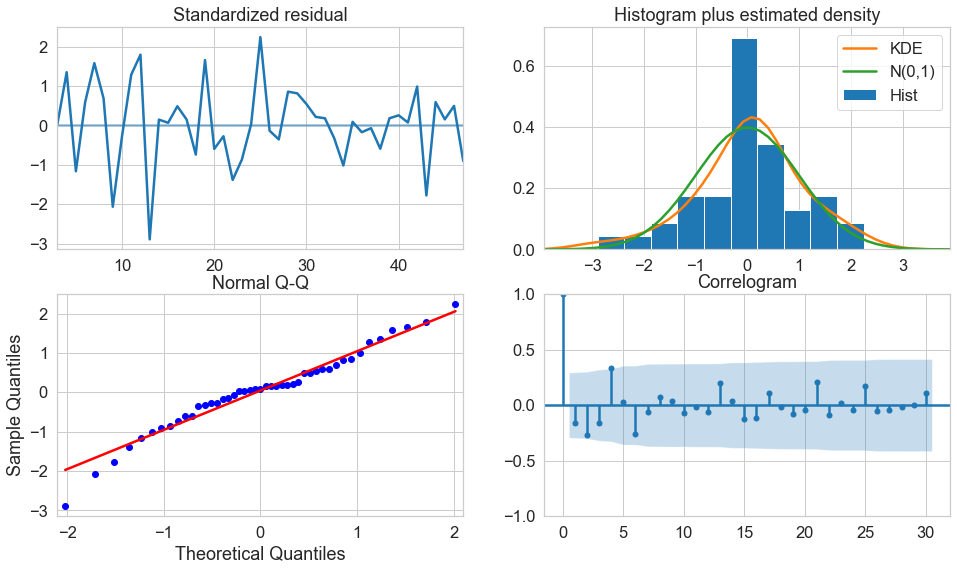 Standardized residual
2
1
0
−1
−2
−3
10 20 30 40
Histogram plus estimated density
0.6
0.4
0.2
0.0
KDE
N(0,1)
Hist
−3 −2 −1 0 1 2 3
Normal Q-Q
Sample Quantiles
2
1
0
−1
−2
−3
−2 −1 0 1 2
Theoretical Quantiles
Correlogram
1.0
0.5
0.0
−0.5
−1.0
0 5 10 15 20 25 30